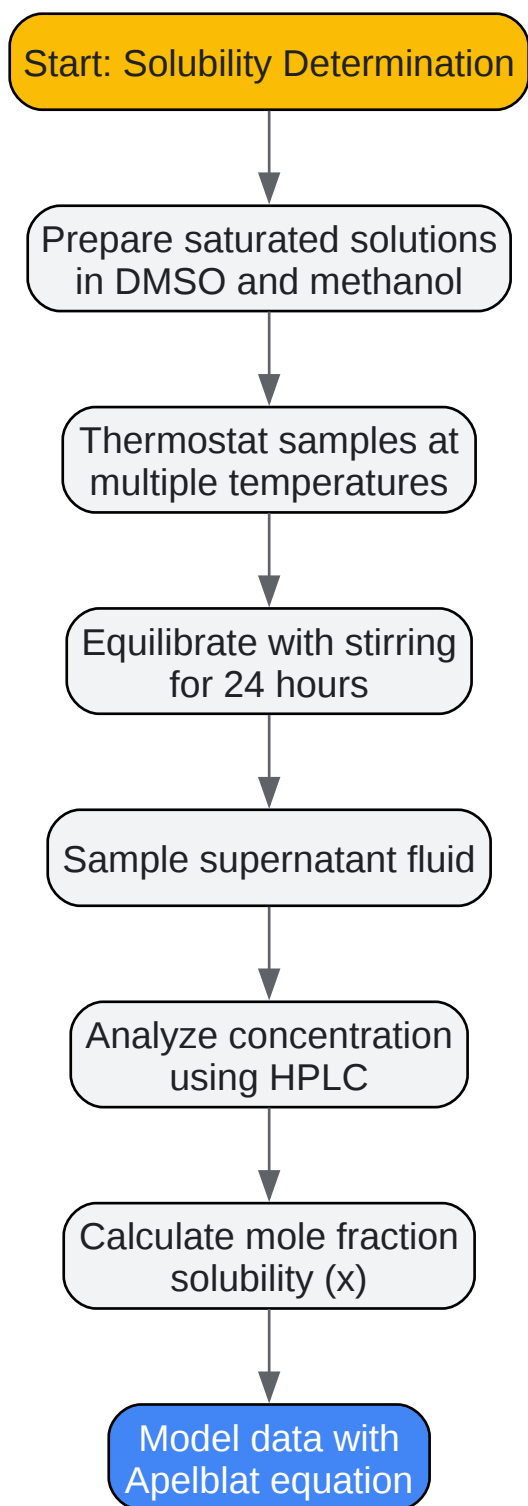 Start: Solubility Determination
Prepare saturated solutions
in DMSO and methanol
Thermostat samples at
multiple temperatures
Equilibrate with stirring
for 24 hours
Sample supernatant fluid
Analyze concentration
using HPLC
Calculate mole fraction
solubility (x)
Model data with
Apelblat equation